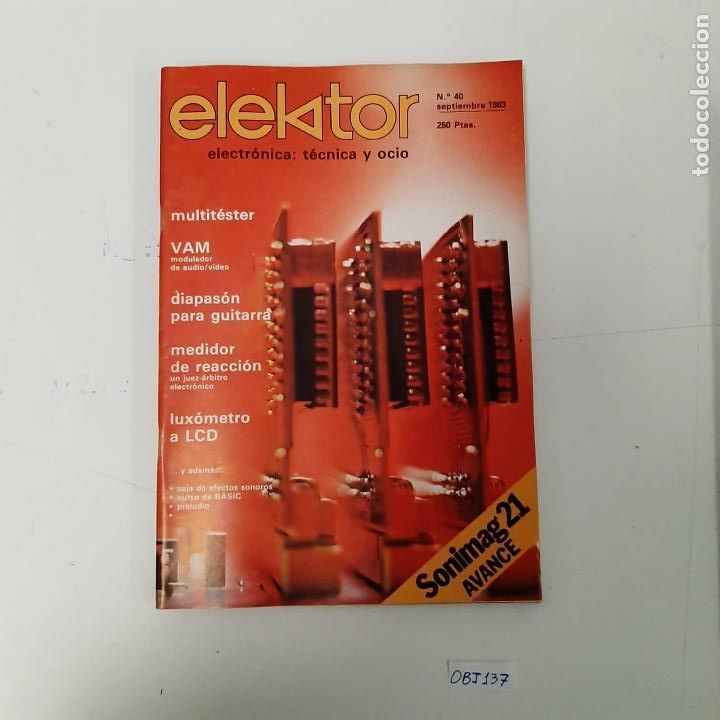 elektor
electrónica: técnica y ocio
N.º 40
septiembre 1983
250 Ptas.
multitéster
VAM
modulador
de audio/vídeo
diapasón
para guitarra
medidor
de reacción
un juez-árbitro
electrónico
luxómetro
a LCD
... y además:
• caja de efectos sonoros
• curso de BASIC
• preludio
...
Sonimag 21
AVANCE
OBJ137
todocoleccion